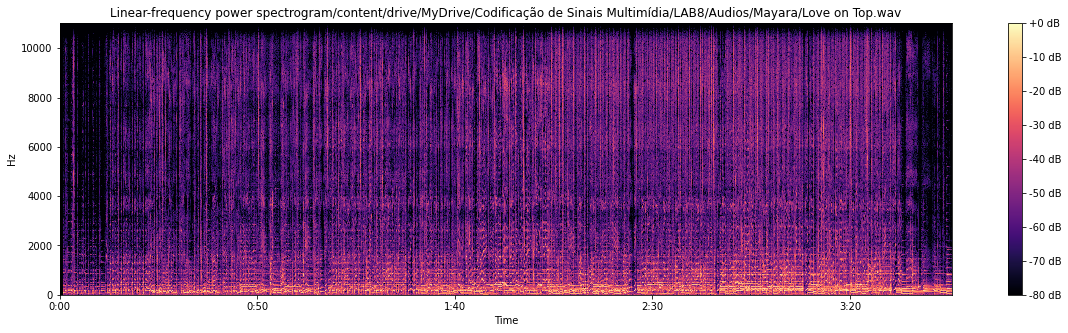 Linear-frequency power spectrogram/content/drive/MyDrive/Codificação de Sinais Multimídia/LAB8/Audios/Mayara/Love on Top.wav
10000
8000
6000
4000
2000
0
Hz
0:00
0:50
1:40
2:30
3:20
Time
+0 dB
-10 dB
-20 dB
-30 dB
-40 dB
-50 dB
-60 dB
-70 dB
-80 dB